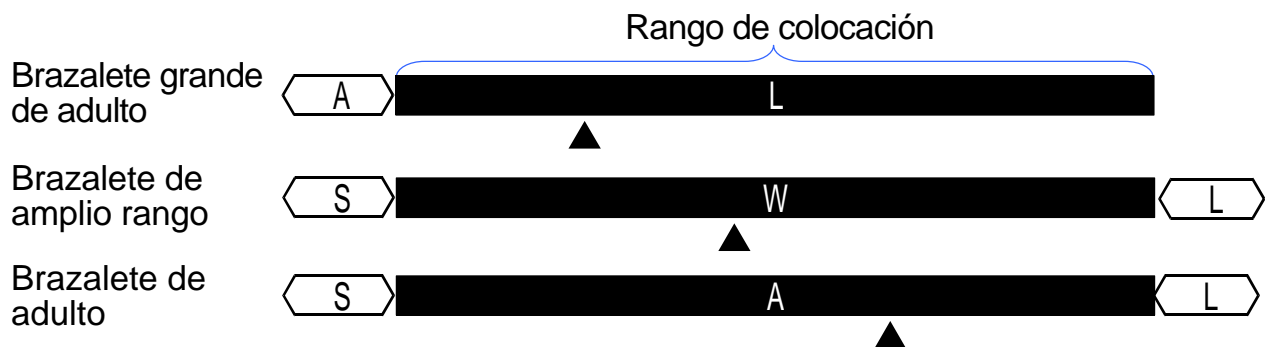 Rango de colocación
Brazalete grande
de adulto
A L
Brazalete de
amplio rango
S W L
Brazalete de
adulto
S A L